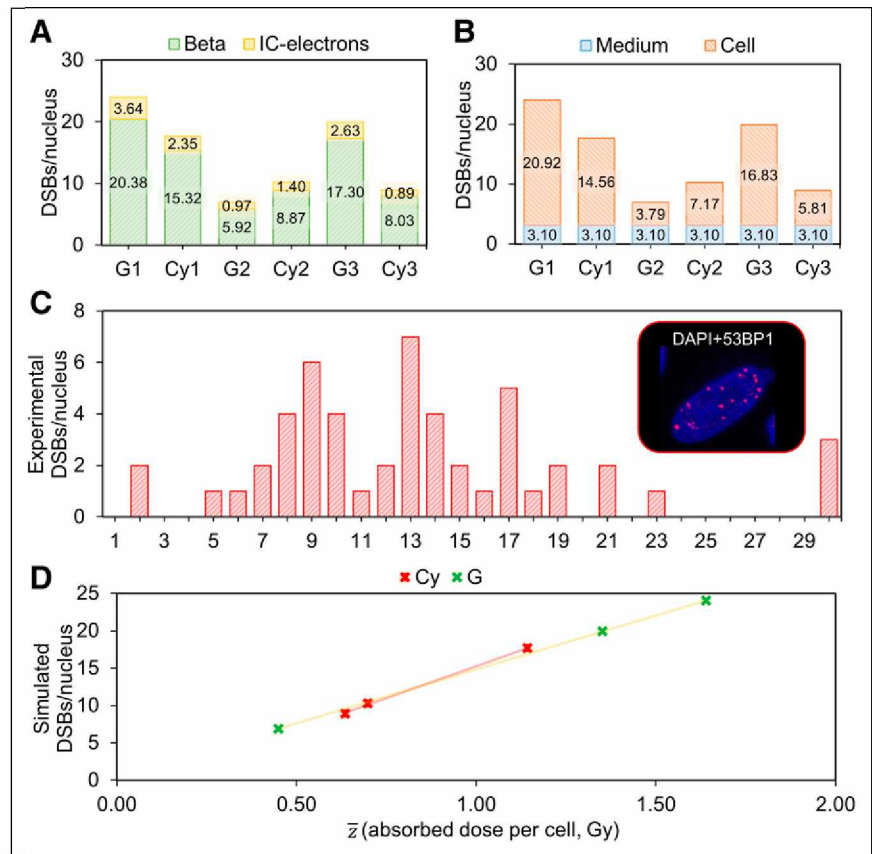 A
Beta IC-electrons
DSBs/nucleus
30
20
10
0
3.64
20.38
2.35
15.32
0.97
5.92
1.40
8.87
2.63
17.30
0.89
8.03
G1 Cy1 G2 Cy2 G3 Cy3
B
Medium Cell
DSBs/nucleus
30
20
10
0
20.92
3.10
14.56
3.10
3.79
3.10
7.17
3.10
16.83
3.10
5.81
3.10
G1 Cy1 G2 Cy2 G3 Cy3
C
Experimental
DSBs/nucleus
8
6
4
2
0
DAPI+53BP1
1 3 5 7 9 11 13 15 17 19 21 23 25 27 29
D
Cy G
Simulated
DSBs/nucleus
25
20
15
10
5
0
0.00 0.50 1.00 1.50 2.00
z̅ (absorbed dose per cell, Gy)